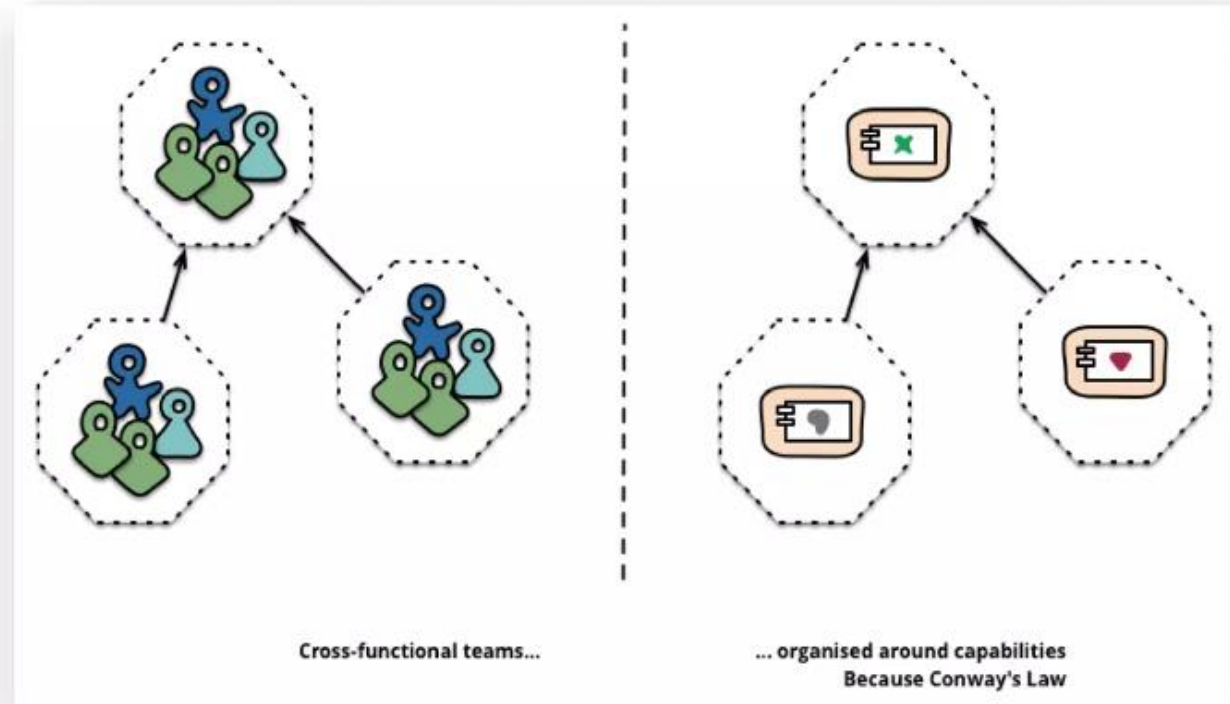 Cross-functional teams...
... organised around capabilities
Because Conway's Law